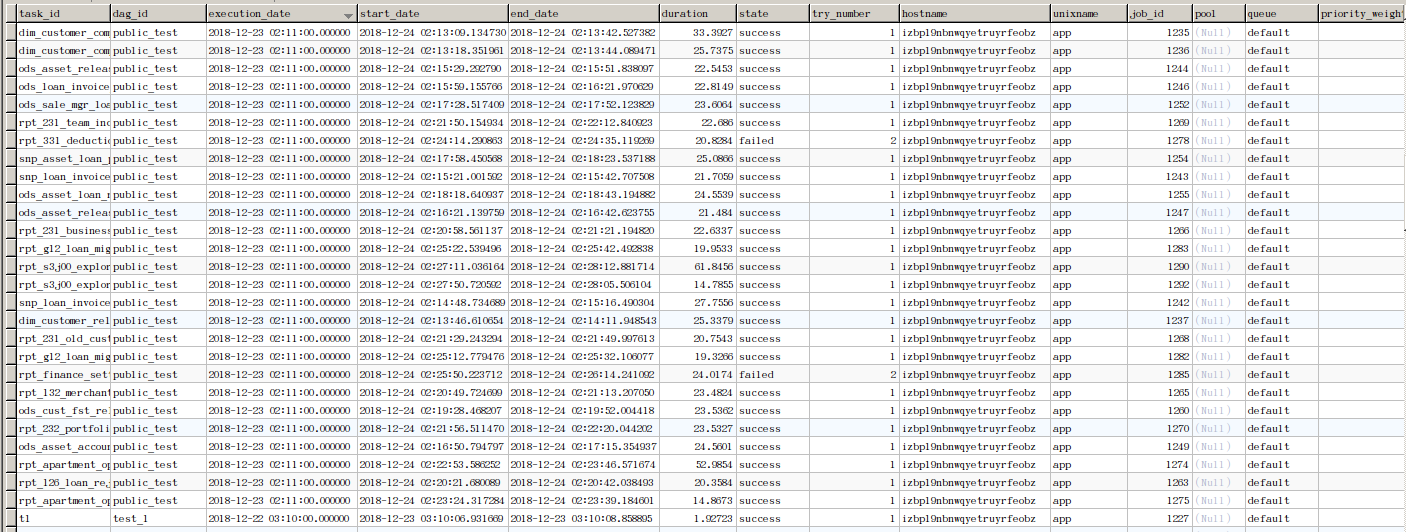 task_id dag_id execution_date start_date end_date duration state try_number hostname unixname job_id pool queue priority_weight
dim_customer_com public_test 2018-12-23 02:11:00.000000 2018-12-24 02:13:09.134730 2018-12-24 02:13:42.527382 33.3927 success 1 izbp19nbnwqyetruyrfeobz app 1235 (Null) default
dim_customer_com public_test 2018-12-23 02:11:00.000000 2018-12-24 02:13:18.351961 2018-12-24 02:13:44.089471 25.7375 success 1 izbp19nbnwqyetruyrfeobz app 1236 (Null) default
ods_asset_releas public_test 2018-12-23 02:11:00.000000 2018-12-24 02:15:29.292790 2018-12-24 02:15:51.838097 22.5453 success 1 izbp19nbnwqyetruyrfeobz app 1244 (Null) default
ods_loan_invoice public_test 2018-12-23 02:11:00.000000 2018-12-24 02:15:59.155766 2018-12-24 02:16:21.970629 22.8149 success 1 izbp19nbnwqyetruyrfeobz app 1246 (Null) default
ods_sale_mgr_loa public_test 2018-12-23 02:11:00.000000 2018-12-24 02:17:28.517409 2018-12-24 02:17:52.123829 23.6064 success 1 izbp19nbnwqyetruyrfeobz app 1252 (Null) default
rpt_231_team_inc public_test 2018-12-23 02:11:00.000000 2018-12-24 02:21:50.154934 2018-12-24 02:22:12.840923 22.686 success 1 izbp19nbnwqyetruyrfeobz app 1269 (Null) default
rpt_331_deducti public_test 2018-12-23 02:11:00.000000 2018-12-24 02:24:14.290863 2018-12-24 02:24:35.119269 20.8284 failed 2 izbp19nbnwqyetruyrfeobz app 1278 (Null) default
snp_asset_loan_ public_test 2018-12-23 02:11:00.000000 2018-12-24 02:17:58.450568 2018-12-24 02:18:23.537188 25.0866 success 1 izbp19nbnwqyetruyrfeobz app 1254 (Null) default
snp_loan_invoice public_test 2018-12-23 02:11:00.000000 2018-12-24 02:15:21.001592 2018-12-24 02:15:42.707508 21.7059 success 1 izbp19nbnwqyetruyrfeobz app 1243 (Null) default
ods_asset_loan_r public_test 2018-12-23 02:11:00.000000 2018-12-24 02:18:18.640937 2018-12-24 02:18:43.194882 24.5539 success 1 izbp19nbnwqyetruyrfeobz app 1255 (Null) default
ods_asset_releas public_test 2018-12-23 02:11:00.000000 2018-12-24 02:16:21.139759 2018-12-24 02:16:42.623755 21.484 success 1 izbp19nbnwqyetruyrfeobz app 1247 (Null) default
rpt_231_business public_test 2018-12-23 02:11:00.000000 2018-12-24 02:20:58.561137 2018-12-24 02:21:21.194820 22.6337 success 1 izbp19nbnwqyetruyrfeobz app 1266 (Null) default
rpt_gl2_loan_mig public_test 2018-12-23 02:11:00.000000 2018-12-24 02:25:22.539496 2018-12-24 02:25:42.492838 19.9533 success 1 izbp19nbnwqyetruyrfeobz app 1283 (Null) default
rpt_s3j00_explor public_test 2018-12-23 02:11:00.000000 2018-12-24 02:27:11.036164 2018-12-24 02:28:12.881714 61.8456 success 1 izbp19nbnwqyetruyrfeobz app 1290 (Null) default
rpt_s3j00_explor public_test 2018-12-23 02:11:00.000000 2018-12-24 02:27:50.720592 2018-12-24 02:28:05.506104 14.7855 success 1 izbp19nbnwqyetruyrfeobz app 1292 (Null) default
snp_loan_invoice public_test 2018-12-23 02:11:00.000000 2018-12-24 02:14:48.734689 2018-12-24 02:15:16.490304 27.7556 success 1 izbp19nbnwqyetruyrfeobz app 1242 (Null) default
dim_customer_rel public_test 2018-12-23 02:11:00.000000 2018-12-24 02:13:46.610654 2018-12-24 02:14:11.948543 25.3379 success 1 izbp19nbnwqyetruyrfeobz app 1237 (Null) default
rpt_231_old_cust public_test 2018-12-23 02:11:00.000000 2018-12-24 02:21:29.243294 2018-12-24 02:21:49.997613 20.7543 success 1 izbp19nbnwqyetruyrfeobz app 1268 (Null) default
rpt_gl2_loan_mig public_test 2018-12-23 02:11:00.000000 2018-12-24 02:25:12.779476 2018-12-24 02:25:32.106077 19.3266 success 1 izbp19nbnwqyetruyrfeobz app 1282 (Null) default
rpt_finance_set public_test 2018-12-23 02:11:00.000000 2018-12-24 02:25:50.223712 2018-12-24 02:26:14.241092 24.0174 failed 2 izbp19nbnwqyetruyrfeobz app 1285 (Null) default
rpt_132_merchant public_test 2018-12-23 02:11:00.000000 2018-12-24 02:20:49.724699 2018-12-24 02:21:13.207050 23.4824 success 1 izbp19nbnwqyetruyrfeobz app 1265 (Null) default
ods_cust_fst_rel public_test 2018-12-23 02:11:00.000000 2018-12-24 02:19:28.468207 2018-12-24 02:19:52.004418 23.5362 success 1 izbp19nbnwqyetruyrfeobz app 1260 (Null) default
rpt_232_portfoli public_test 2018-12-23 02:11:00.000000 2018-12-24 02:21:56.511470 2018-12-24 02:22:20.044202 23.5327 success 1 izbp19nbnwqyetruyrfeobz app 1270 (Null) default
ods_asset_accour public_test 2018-12-23 02:11:00.000000 2018-12-24 02:16:50.794797 2018-12-24 02:17:15.354937 24.5601 success 1 izbp19nbnwqyetruyrfeobz app 1249 (Null) default
rpt_apartment_op public_test 2018-12-23 02:11:00.000000 2018-12-24 02:22:53.586252 2018-12-24 02:23:46.571674 52.9854 success 1 izbp19nbnwqyetruyrfeobz app 1274 (Null) default
rpt_126_loan_re public_test 2018-12-23 02:11:00.000000 2018-12-24 02:20:21.680089 2018-12-24 02:20:42.038493 20.3584 success 1 izbp19nbnwqyetruyrfeobz app 1263 (Null) default
rpt_apartment_op public_test 2018-12-23 02:11:00.000000 2018-12-24 02:23:24.317284 2018-12-24 02:23:39.184601 14.8673 success 1 izbp19nbnwqyetruyrfeobz app 1275 (Null) default
t1 test_1 2018-12-22 03:10:00.000000 2018-12-23 03:10:06.931669 2018-12-23 03:10:08.858895 1.92723 success 1 izbp19nbnwqyetruyrfeobz app 1227 (Null) default